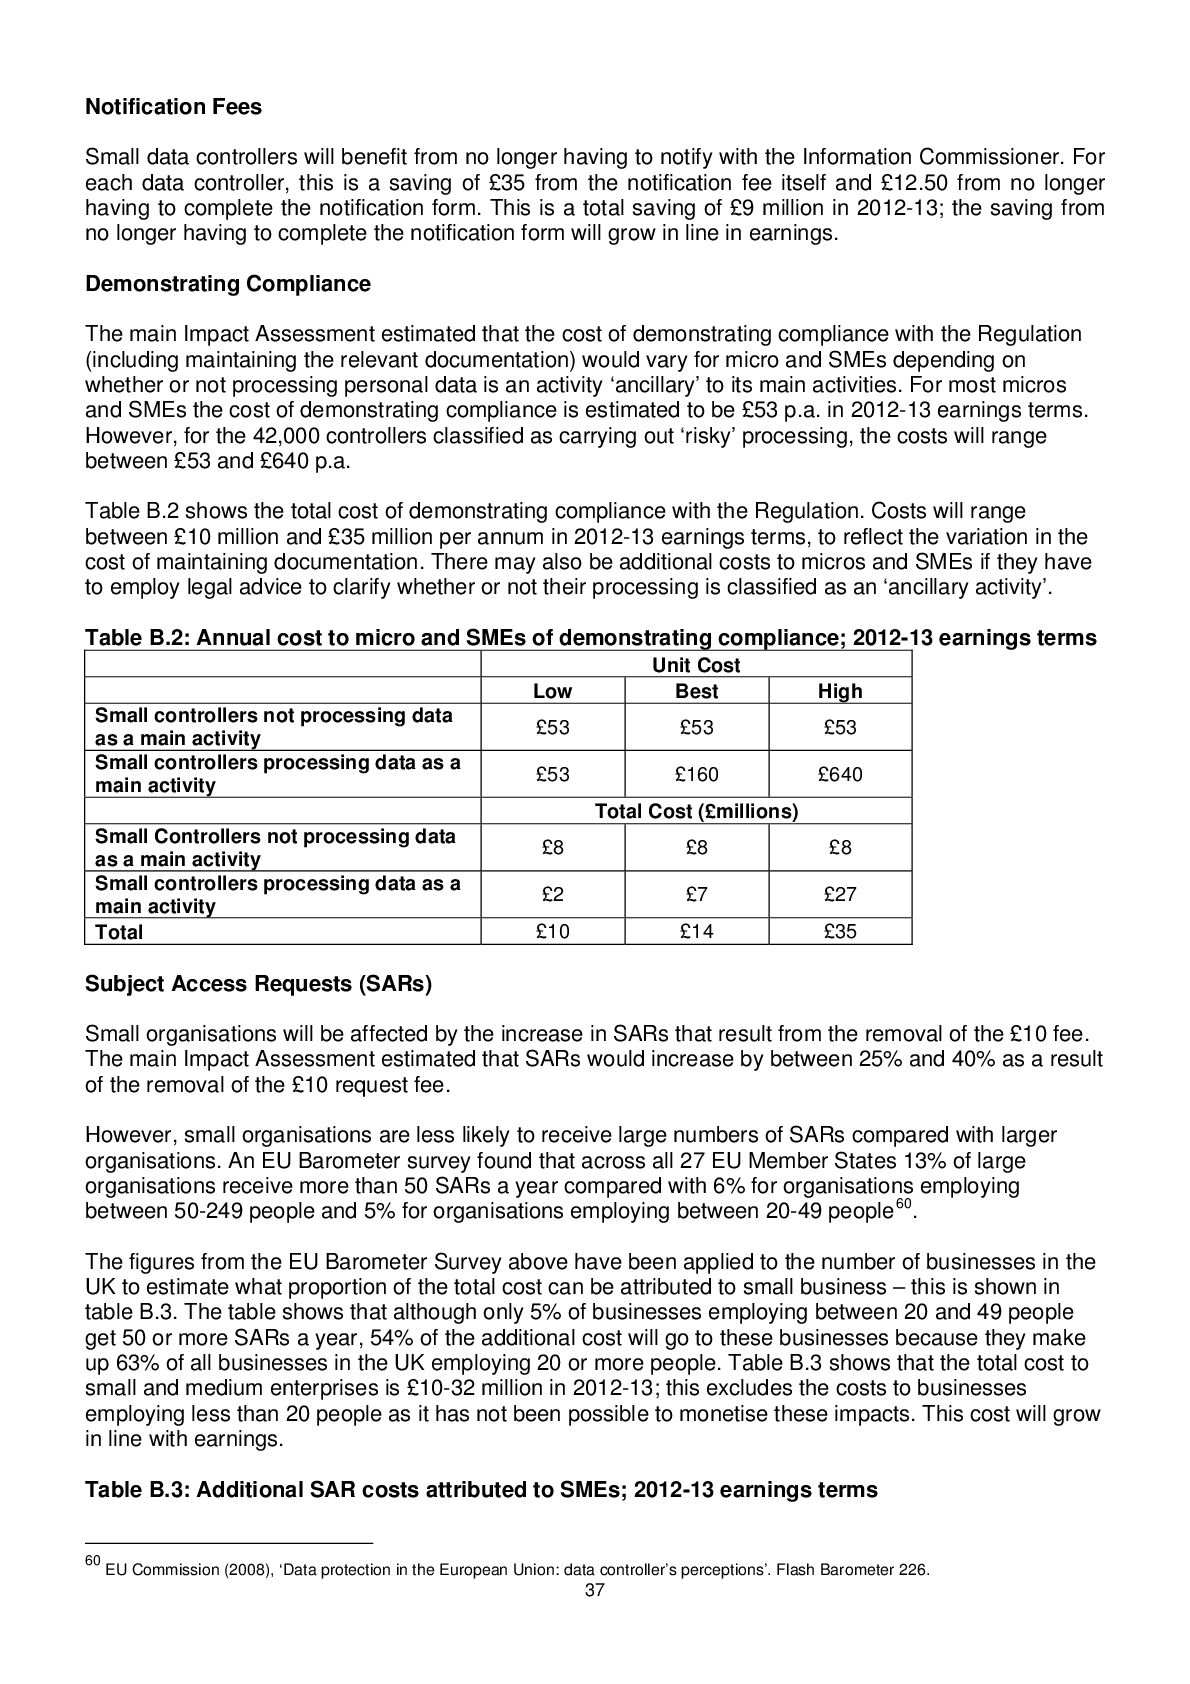 Notification Fees
Small data controllers will benefit from no longer having to notify with the Information Commissioner. For
each data controller, this is a saving of £35 from the notification fee itself and £12.50 from no longer
having to complete the notification form. This is a total saving of £9 million in 2012-13; the saving from
no longer having to complete the notification form will grow in line in earnings.
Demonstrating Compliance
The main Impact Assessment estimated that the cost of demonstrating compliance with the Regulation
(including maintaining the relevant documentation) would vary for micro and SMEs depending on
whether or not processing personal data is an activity ‘ancillary’ to its main activities. For most micros
and SMEs the cost of demonstrating compliance is estimated to be £53 p.a. in 2012-13 earnings terms.
However, for the 42,000 controllers classified as carrying out ‘risky’ processing, the costs will range
between £53 and £640 p.a.
Table B.2 shows the total cost of demonstrating compliance with the Regulation. Costs will range
between £10 million and £35 million per annum in 2012-13 earnings terms, to reflect the variation in the
cost of maintaining documentation. There may also be additional costs to micros and SMEs if they have
to employ legal advice to clarify whether or not their processing is classified as an ‘ancillary activity’.
Table B.2: Annual cost to micro and SMEs of demonstrating compliance; 2012-13 earnings terms
Unit Cost
Low Best High
Small controllers not processing data
as a main activity £53 £53 £53
Small controllers processing data as a
main activity £53 £160 £640
Total Cost (£millions)
Small Controllers not processing data
as a main activity £8 £8 £8
Small controllers processing data as a
main activity £2 £7 £27
Total £10 £14 £35
Subject Access Requests (SARs)
Small organisations will be affected by the increase in SARs that result from the removal of the £10 fee.
The main Impact Assessment estimated that SARs would increase by between 25% and 40% as a result
of the removal of the £10 request fee.
However, small organisations are less likely to receive large numbers of SARs compared with larger
organisations. An EU Barometer survey found that across all 27 EU Member States 13% of large
organisations receive more than 50 SARs a year compared with 6% for organisations employing
between 50-249 people and 5% for organisations employing between 20-49 people60.
The figures from the EU Barometer Survey above have been applied to the number of businesses in the
UK to estimate what proportion of the total cost can be attributed to small business – this is shown in
table B.3. The table shows that although only 5% of businesses employing between 20 and 49 people
get 50 or more SARs a year, 54% of the additional cost will go to these businesses because they make
up 63% of all businesses in the UK employing 20 or more people. Table B.3 shows that the total cost to
small and medium enterprises is £10-32 million in 2012-13; this excludes the costs to businesses
employing less than 20 people as it has not been possible to monetise these impacts. This cost will grow
in line with earnings.
Table B.3: Additional SAR costs attributed to SMEs; 2012-13 earnings terms
60 EU Commission (2008), ‘Data protection in the European Union: data controller’s perceptions’. Flash Barometer 226.
37